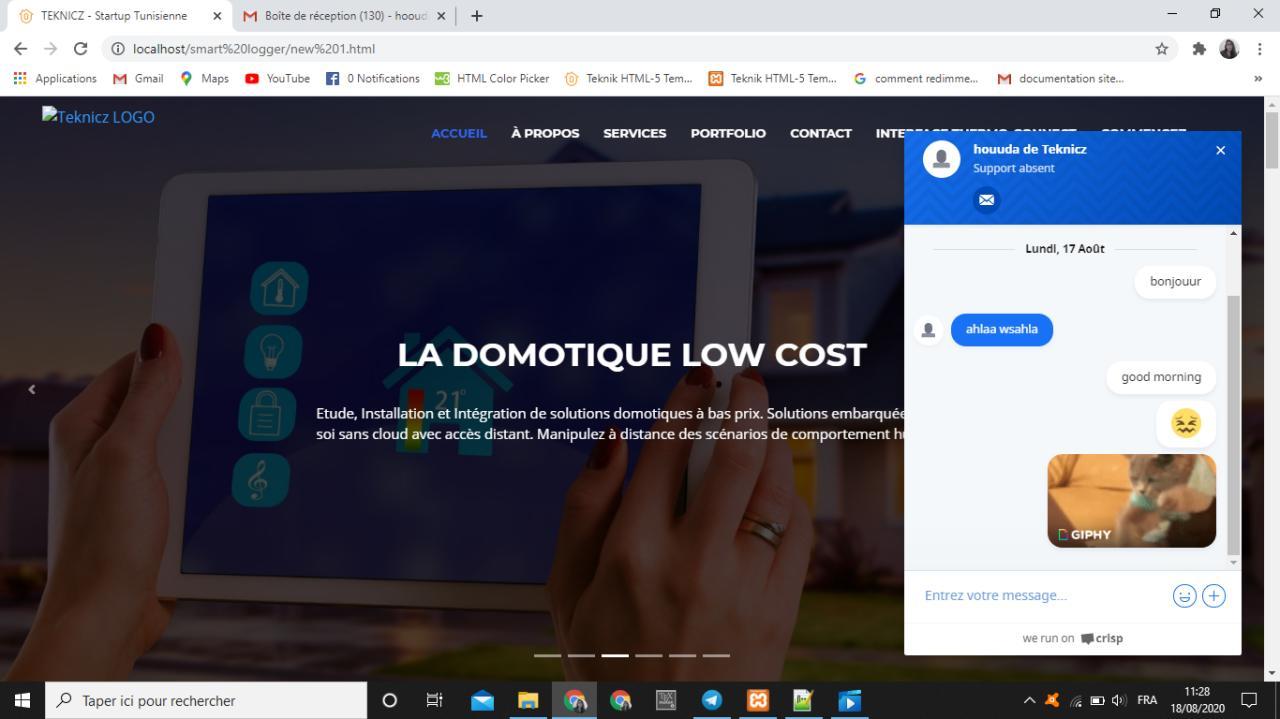 TEKNICZ - Startup Tunisienne
Boîte de réception (130) - hooud
localhost/smart%20logger/new%201.html
Applications
Gmail
Maps
YouTube
0 Notifications
HTML Color Picker
Teknik HTML-5 Tem...
Teknik HTML-5 Tem...
comment redimme...
documentation site...
Teknicz LOGO
ACCUEIL
À PROPOS
SERVICES
PORTFOLIO
CONTACT
houuda de Teknicz
Support absent
Lundi, 17 Août
bonjouur
ahlaa wsahla
good morning
GIPHY
Entrez votre message...
we run on crisp
21°
LA DOMOTIQUE LOW COST
Etude, Installation et Intégration de solutions domotiques à bas prix. Solutions embarquée
soi sans cloud avec accès distant. Manipulez à distance des scénarios de comportement
Taper ici pour rechercher
FRA
11:28
18/08/2020